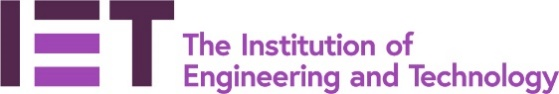 IET
The Institution of
Engineering and Technology